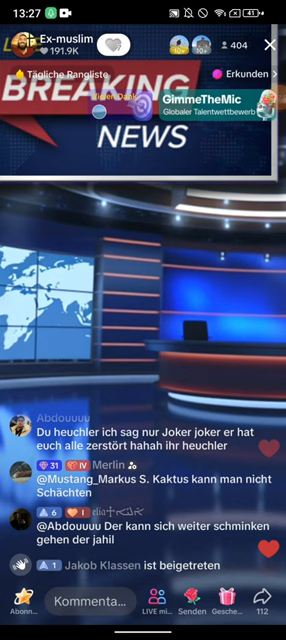 13:27
41
Ex-muslim
191.9K
10+
10+
404
Tägliche Rangliste
Erkunden
BREAKING
NEWS
GimmeTheMic
Globaler Talentwettbewerb
Abdouuuu
Du heuchler ich sag nur Joker joker er hat
euch alle zerstört hahah ihr heuchler
31 IV Merlin
@Mustang_Markus S. Kaktus kann man nicht
Schächten
6 I
@Abdouuuu Der kann sich weiter schminken
gehen der jahil
1 Jakob Klassen ist beigetreten
Abonn...
Kommenta...
LIVE mi...
Senden
Gesche...
112